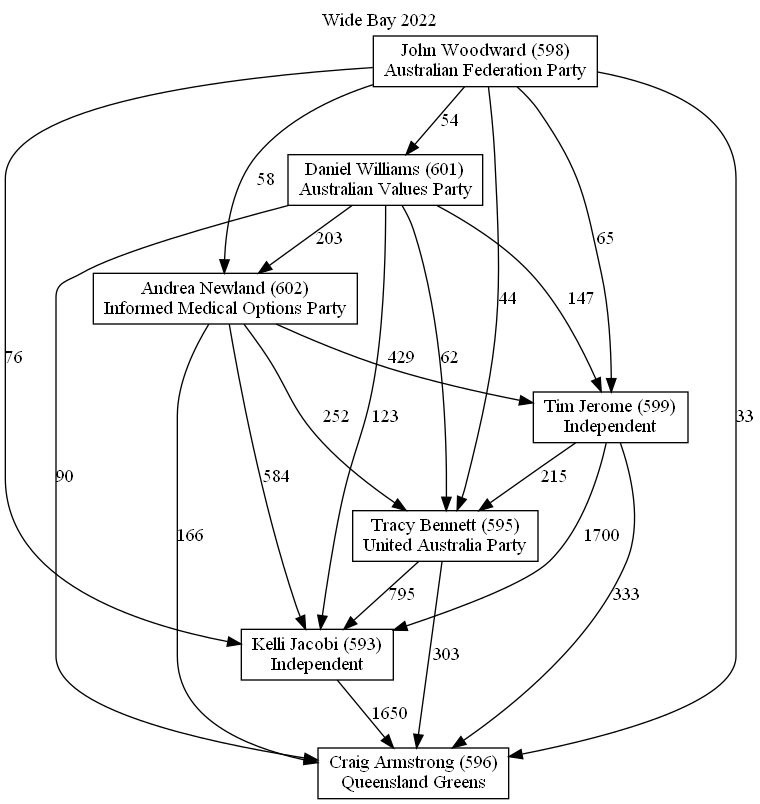 Wide Bay 2022
John Woodward (598)
Australian Federation Party
54
Daniel Williams (601)
Australian Values Party
58
65
203
44
147
Andrea Newland (602)
Informed Medical Options Party
76
429
62
Tim Jerome (599)
Independent
252
123
33
90
584
215
Tracy Bennett (595)
United Australia Party
166
1700
795
333
Kelli Jacobi (593)
Independent
303
1650
Craig Armstrong (596)
Queensland Greens